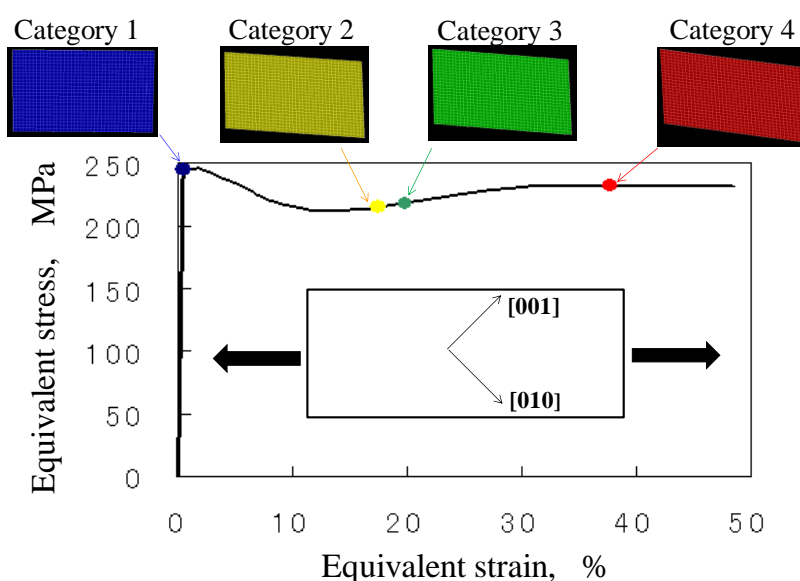 Category 1
Category 2
Category 3
Category 4
250
200
150
100
50
0
Equivalent stress, MPa
[001]
[010]
0 10 20 30 40 50
Equivalent strain, %